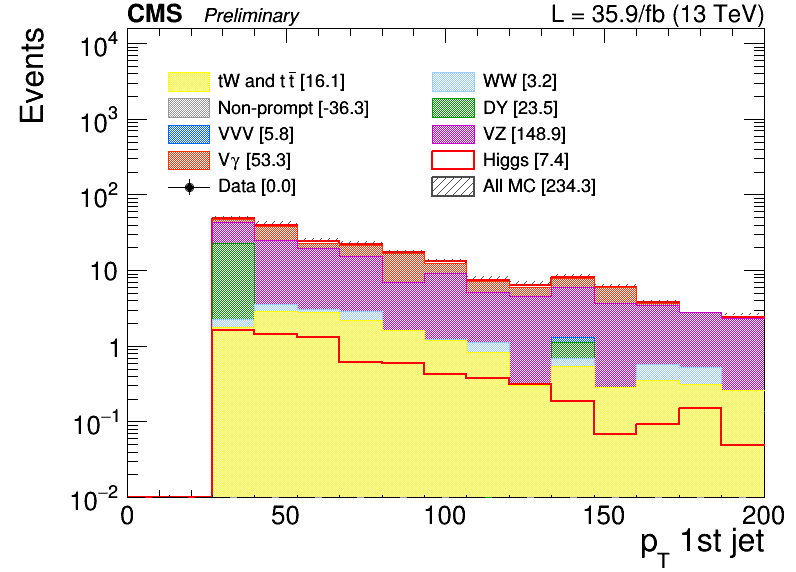 CMS Preliminary L = 35.9/fb (13 TeV)
Events
10⁴
10³
10²
10
1
10⁻¹
10⁻²
tW and tt̄ [16.1]
Non-prompt [-36.3]
VVV [5.8]
Vγ [53.3]
Data [0.0]
WW [3.2]
DY [23.5]
VZ [148.9]
Higgs [7.4]
All MC [234.3]
0 50 100 150 200
p_T 1st jet